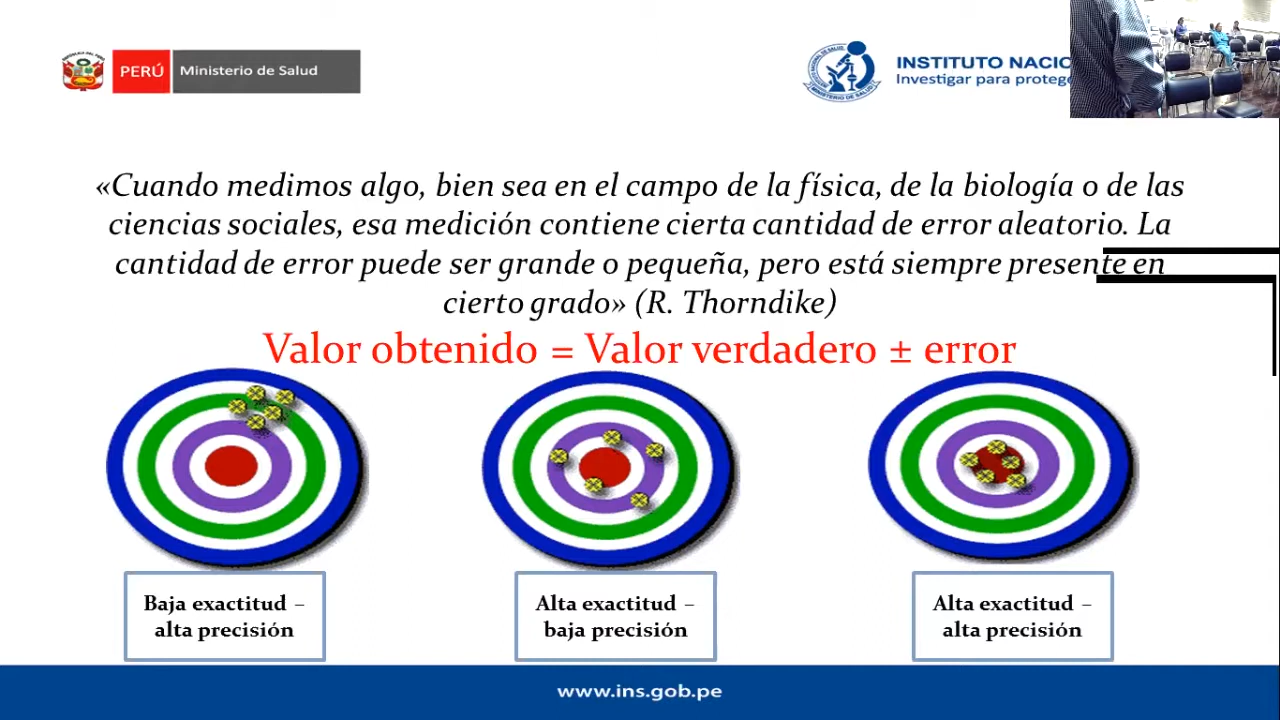 PERÚ Ministerio de Salud
INSTITUTO NACIO
Investigar para proteg
«Cuando medimos algo, bien sea en el campo de la física, de la biología o de las
ciencias sociales, esa medición contiene cierta cantidad de error aleatorio. La
cantidad de error puede ser grande o pequeña, pero está siempre presente en
cierto grado» (R. Thorndike)
Valor obtenido = Valor verdadero ± error
Baja exactitud –
alta precisión
Alta exactitud –
baja precisión
Alta exactitud –
alta precisión
www.ins.gob.pe